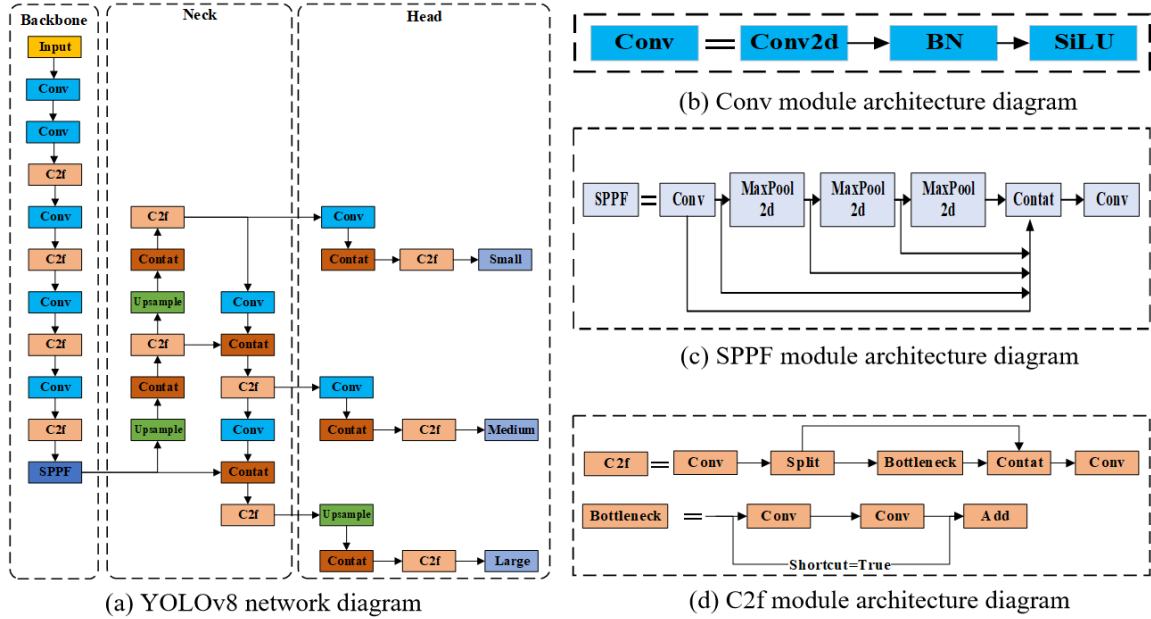 Backbone
Neck
Head
Input
Conv
Conv
C2f
Conv
C2f
Conv
C2f
Conv
C2f
SPPF
C2f
Contat
Upsample
C2f
Contat
Upsample
Conv
Contat
C2f
Conv
Contat
C2f
Conv
Contat
C2f
Small
Conv
Contat
C2f
Medium
Upsample
Contat
C2f
Large
(a) YOLOv8 network diagram
Conv
Conv2d
BN
SiLU
(b) Conv module architecture diagram
SPPF
Conv
MaxPool
2d
MaxPool
2d
MaxPool
2d
Contat
Conv
(c) SPPF module architecture diagram
C2f
Conv
Split
Bottleneck
Contat
Conv
Bottleneck
Conv
Conv
Add
Shortcut=True
(d) C2f module architecture diagram